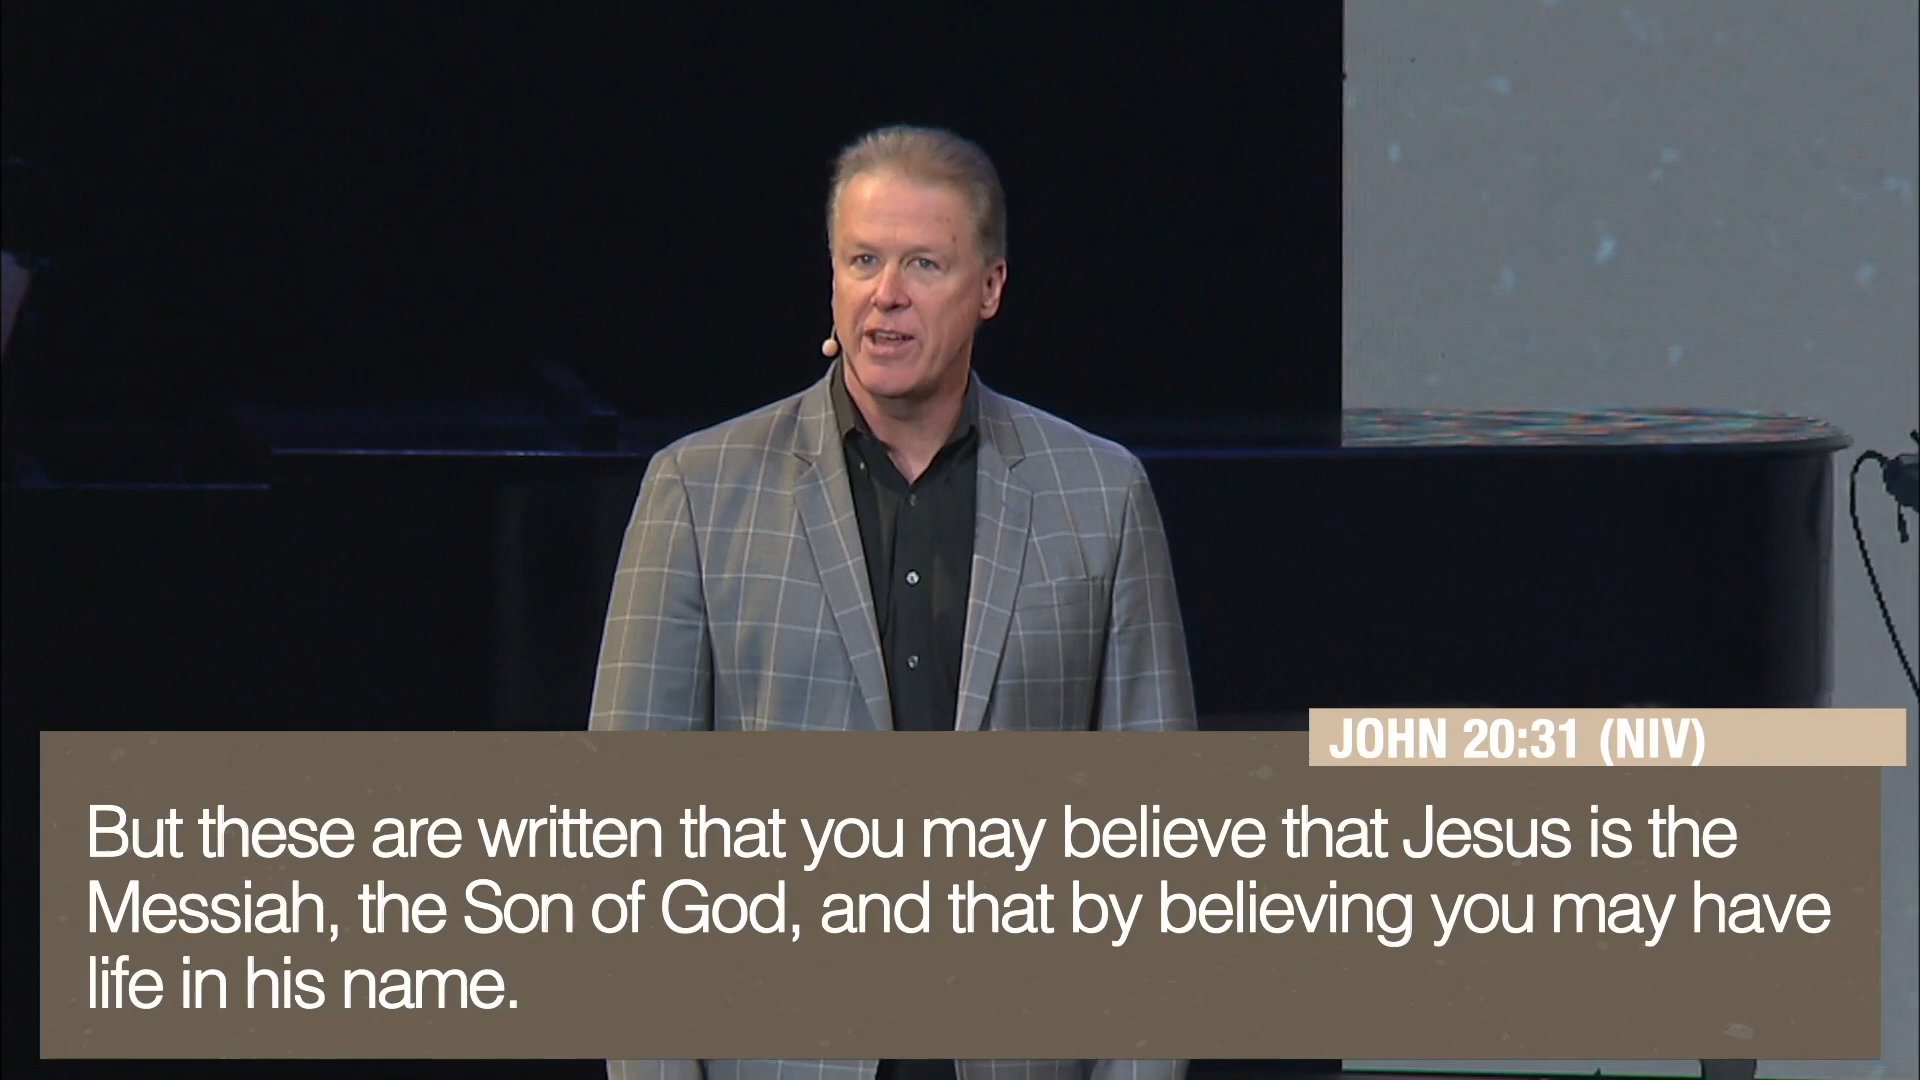 JOHN 20:31 (NIV)
But these are written that you may believe that Jesus is the
Messiah, the Son of God, and that by believing you may have
life in his name.